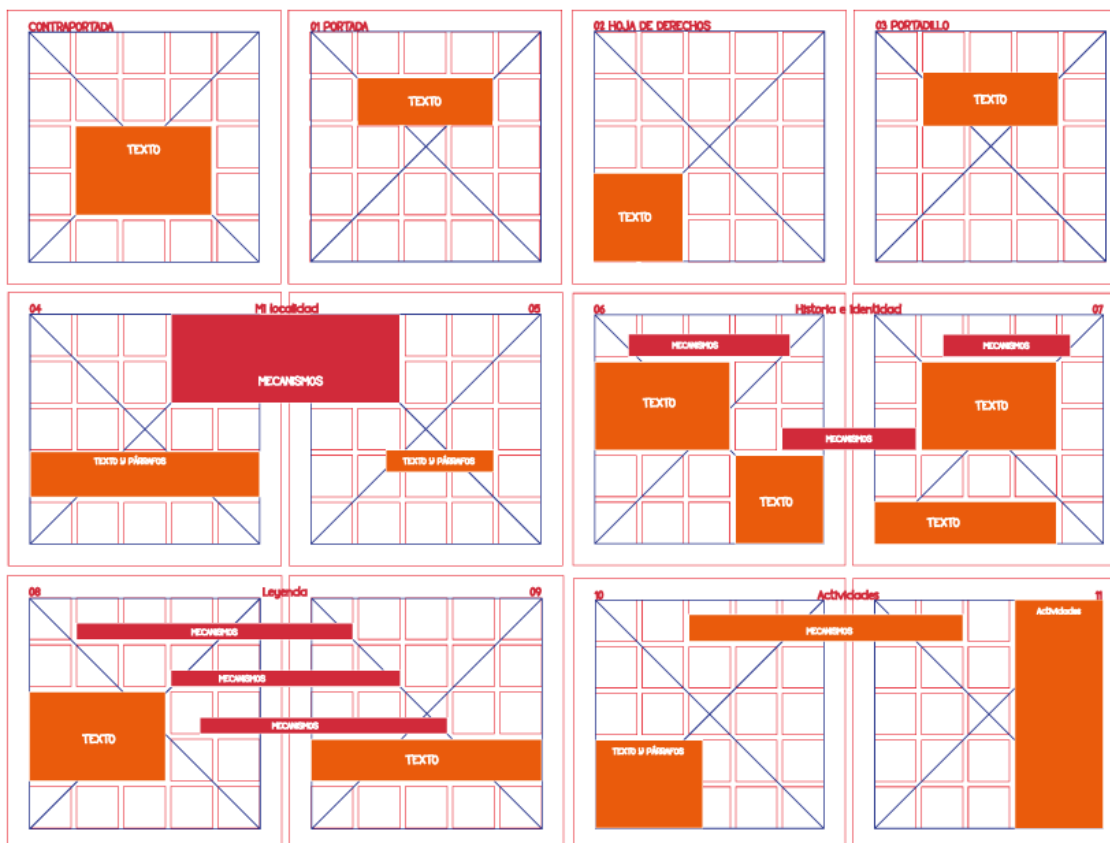 CONTRAPORTADA
01 PORTADA
02 HOJA DE DERECHOS
03 PORTADILLO
TEXTO
TEXTO
TEXTO
TEXTO
04
Mi localidad
05
MECANISMOS
TEXTO Y PÁRRAFOS
TEXTO Y PÁRRAFOS
06
Historia e identidad
07
MECANISMOS
MECANISMOS
TEXTO
TEXTO
MECANISMOS
TEXTO
TEXTO
08
Leyencia
09
MECANISMOS
MECANISMOS
MECANISMOS
TEXTO
TEXTO
10
Actividades
11
Actividades
MECANISMOS
TEXTO Y PÁRRAFOS